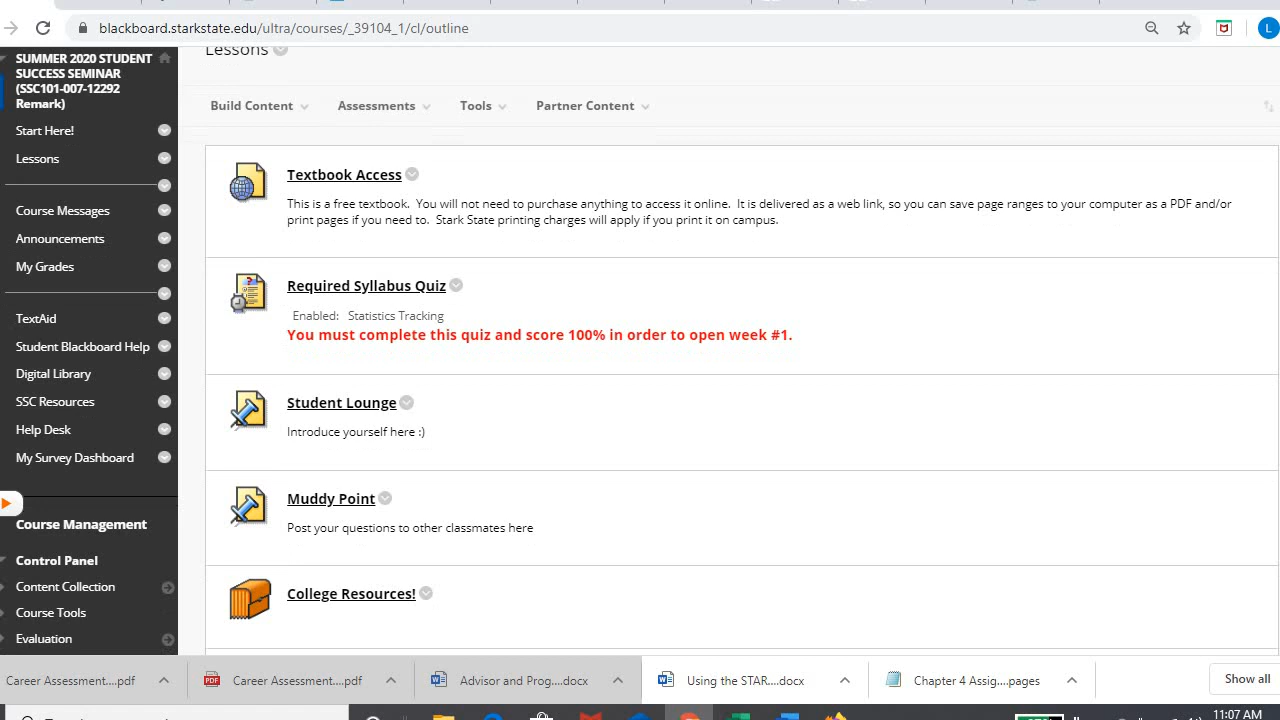 blackboard.starkstate.edu/ultra/courses/_39104_1/cl/outline
L
SUMMER 2020 STUDENT
SUCCESS SEMINAR
(SSC101-007-12292
Remark)
Start Here!
Lessons
Course Messages
Announcements
My Grades
TextAid
Student Blackboard Help
Digital Library
SSC Resources
Help Desk
My Survey Dashboard
Course Management
Control Panel
Content Collection
Course Tools
Evaluation
Lessons
Build Content
Assessments
Tools
Partner Content
Textbook Access
This is a free textbook.  You will not need to purchase anything to access it online.  It is delivered as a web link, so you can save page ranges to your computer as a PDF and/or
print pages if you need to.  Stark State printing charges will apply if you print it on campus.
Required Syllabus Quiz
Enabled:   Statistics Tracking
You must complete this quiz and score 100% in order to open week #1.
Student Lounge
Introduce yourself here :)
Muddy Point
Post your questions to other classmates here
College Resources!
Career Assessment....pdf
Career Assessment....pdf
Advisor and Prog....docx
Using the STAR....docx
Chapter 4 Assig....pages
Show all
11:07 AM